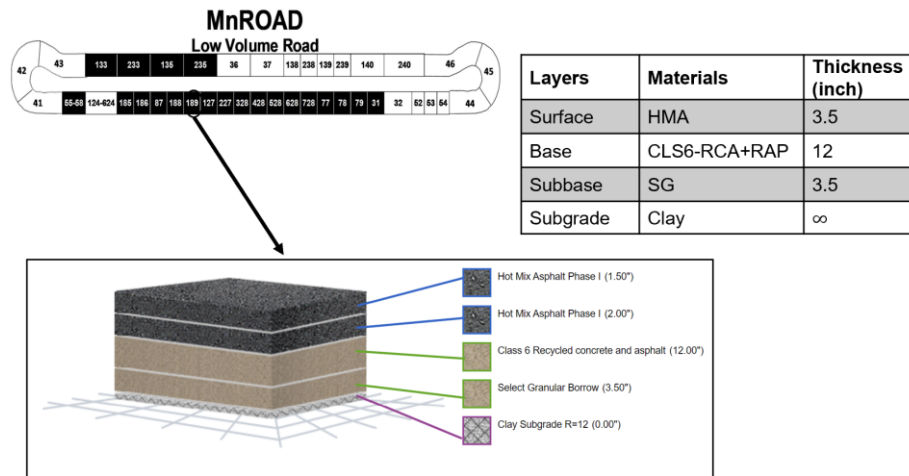 MnROAD
Low Volume Road
42 43 133 233 135 235 36 37 138 238 139 239 140 240 46 45
41 55-58 124-624 185 186 87 188 189 127 227 328 428 528 628 728 77 78 79 31 32 52 53 54 44
Layers Materials Thickness
(inch)
Surface HMA 3.5
Base CLS6-RCA+RAP 12
Subbase SG 3.5
Subgrade Clay ∞
Hot Mix Asphalt Phase I (1.50")
Hot Mix Asphalt Phase I (2.00")
Class 6 Recycled concrete and asphalt (12.00")
Select Granular Borrow (3.50")
Clay Subgrade R=12 (0.00")